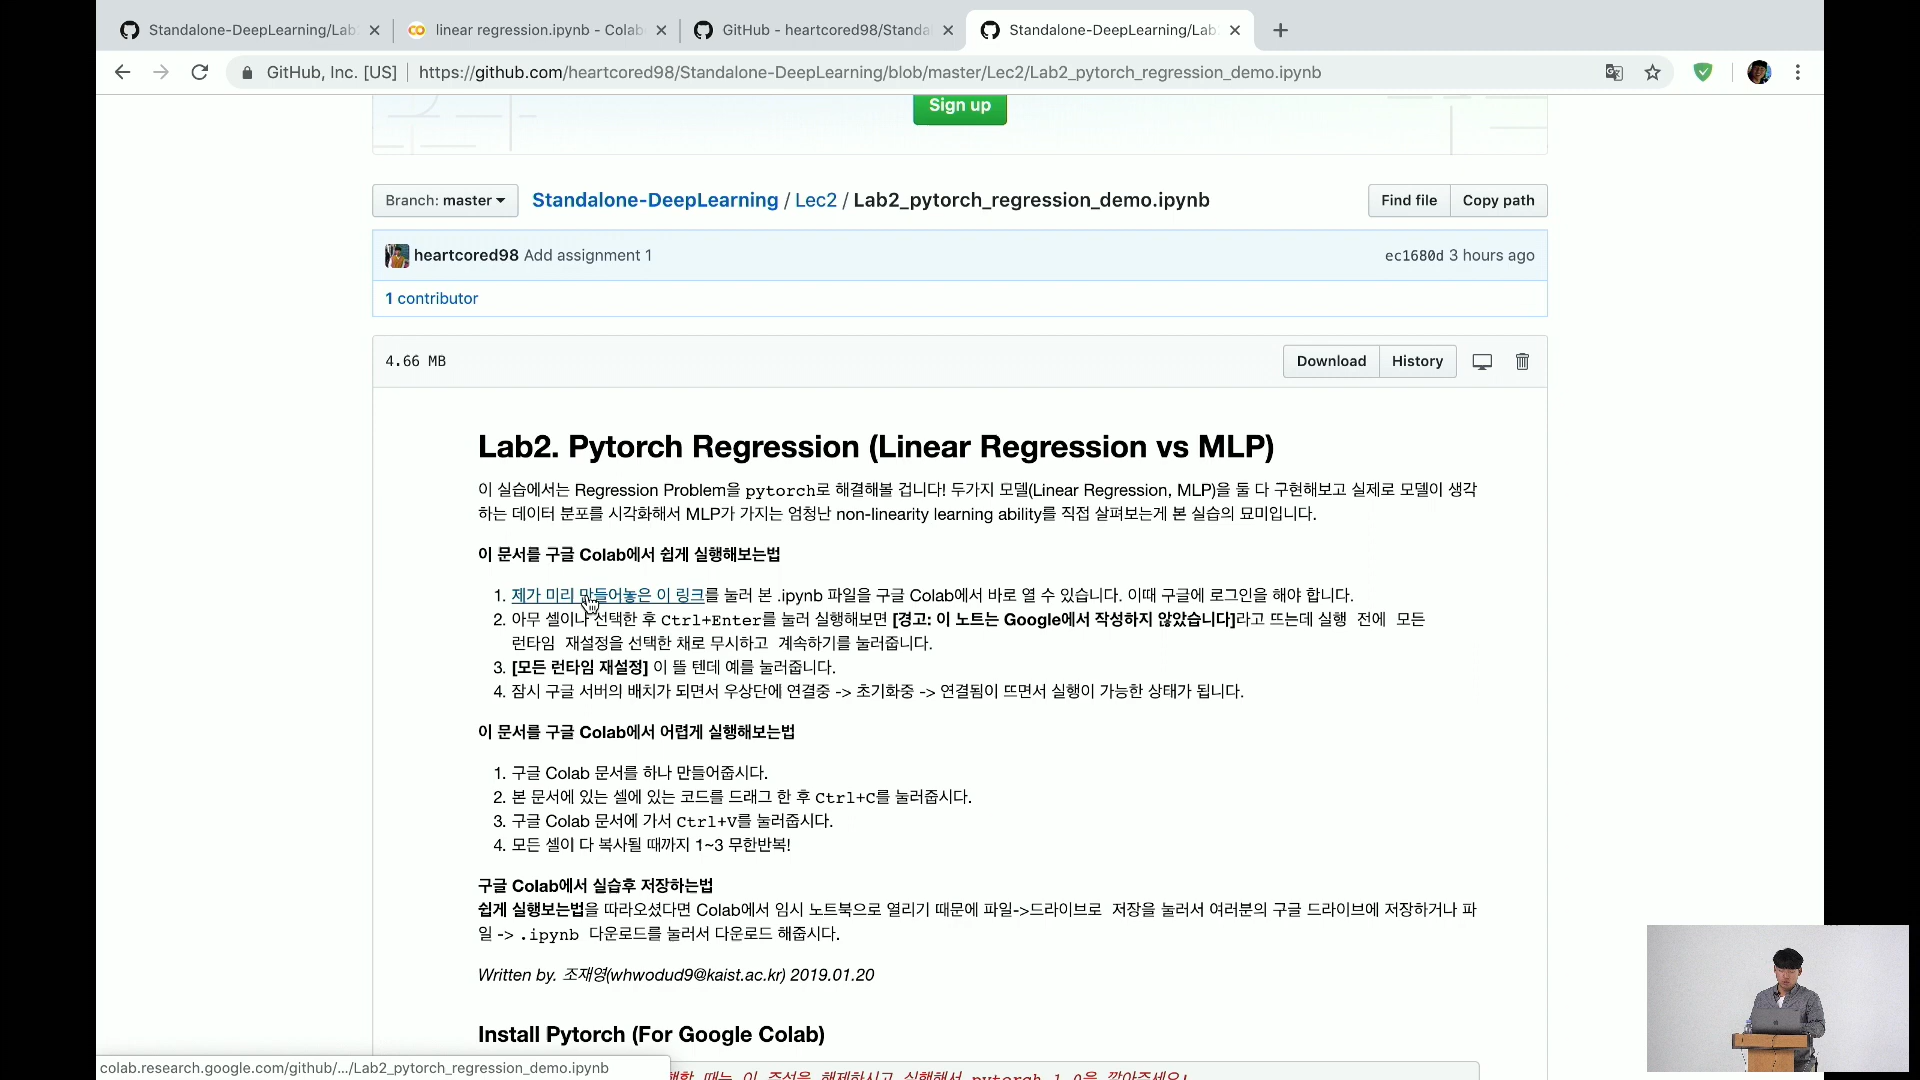 Standalone-DeepLearning/Lab
linear regression.ipynb - Colab
GitHub - heartcored98/Standa
Standalone-DeepLearning/Lab
GitHub, Inc. [US]
https://github.com/heartcored98/Standalone-DeepLearning/blob/master/Lec2/Lab2_pytorch_regression_demo.ipynb
Sign up
Branch: master
Standalone-DeepLearning / Lec2 / Lab2_pytorch_regression_demo.ipynb
Find file
Copy path
heartcored98 Add assignment 1
ec1680d 3 hours ago
1 contributor
4.66 MB
Download
History
Lab2. Pytorch Regression (Linear Regression vs MLP)
이 실습에서는 Regression Problem을 pytorch로 해결해볼 겁니다! 두가지 모델(Linear Regression, MLP)을 둘 다 구현해보고 실제로 모델이 생각
하는 데이터 분포를 시각화해서 MLP가 가지는 엄청난 non-linearity learning ability를 직접 살펴보는게 본 실습의 묘미입니다.
이 문서를 구글 Colab에서 쉽게 실행해보는법
1. 제가 미리 만들어놓은 이 링크를 눌러 본 .ipynb 파일을 구글 Colab에서 바로 열 수 있습니다. 이때 구글에 로그인을 해야 합니다.
2. 아무 셀이나 선택한 후 Ctrl+Enter를 눌러 실행해보면 [경고: 이 노트는 Google에서 작성하지 않았습니다]라고 뜨는데 실행 전에 모든
런타임 재설정을 선택한 채로 무시하고 계속하기를 눌러줍니다.
3. [모든 런타임 재설정] 이 뜰 텐데 예를 눌러줍니다.
4. 잠시 구글 서버의 배치가 되면서 우상단에 연결중 -> 초기화중 -> 연결됨이 뜨면서 실행이 가능한 상태가 됩니다.
이 문서를 구글 Colab에서 어렵게 실행해보는법
1. 구글 Colab 문서를 하나 만들어줍시다.
2. 본 문서에 있는 셀에 있는 코드를 드래그 한 후 Ctrl+C를 눌러줍시다.
3. 구글 Colab 문서에 가서 Ctrl+V를 눌러줍시다.
4. 모든 셀이 다 복사될 때까지 1~3 무한반복!
구글 Colab에서 실습후 저장하는법
쉽게 실행보는법을 따라오셨다면 Colab에서 임시 노트북으로 열리기 때문에 파일->드라이브로 저장을 눌러서 여러분의 구글 드라이브에 저장하거나 파
일 -> .ipynb 다운로드를 눌러서 다운로드 해줍시다.
Written by. 조재영(whwodud9@kaist.ac.kr) 2019.01.20
Install Pytorch (For Google Colab)
colab.research.google.com/github/.../Lab2_pytorch_regression_demo.ipynb
때는 이 주석을 해제하시고 실행해서 pytorch 1.0을 깔아주세요!